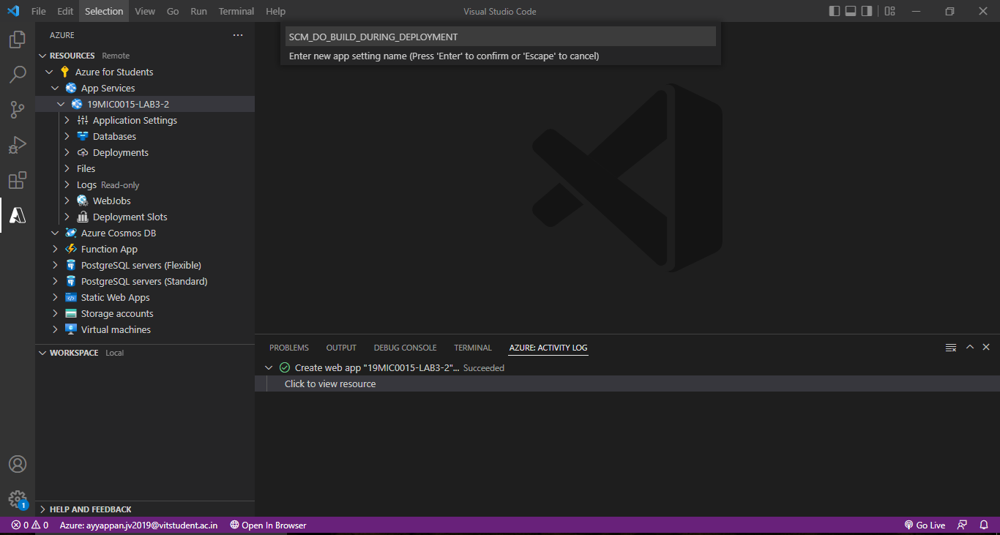 File Edit Selection View Go Run Terminal Help Visual Studio Code
SCM_DO_BUILD_DURING_DEPLOYMENT
Enter new app setting name (Press 'Enter' to confirm or 'Escape' to cancel)
AZURE
RESOURCES Remote
Azure for Students
App Services
19MIC0015-LAB3-2
Application Settings
Databases
Deployments
Files
Logs Read-only
WebJobs
Deployment Slots
Azure Cosmos DB
Function App
PostgreSQL servers (Flexible)
PostgreSQL servers (Standard)
Static Web Apps
Storage accounts
Virtual machines
WORKSPACE Local
PROBLEMS OUTPUT DEBUG CONSOLE TERMINAL AZURE: ACTIVITY LOG
Create web app "19MIC0015-LAB3-2"... Succeeded
Click to view resource
1
HELP AND FEEDBACK
0 0 Azure: ayyappan.jv2019@vitstudent.ac.in Open In Browser Go Live